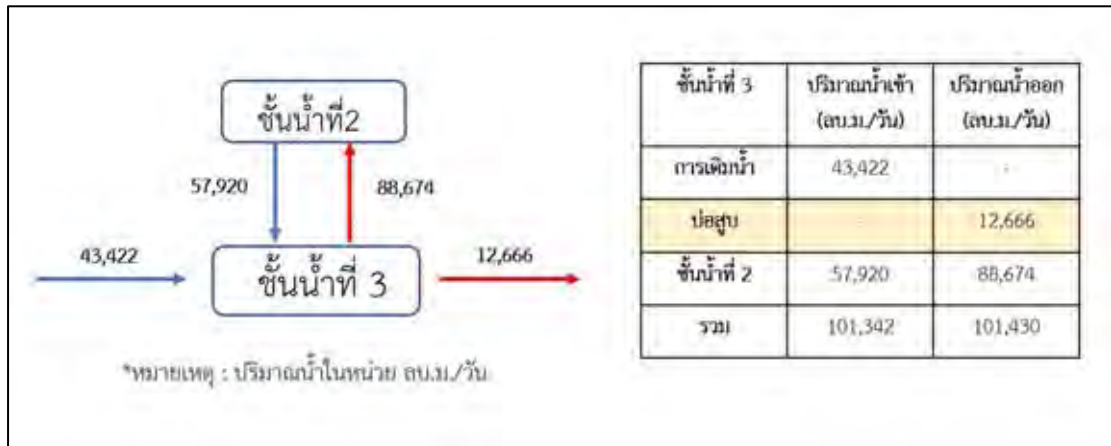 ชั้นน้ำที่2
57,920
88,674
43,422
ชั้นน้ำที่ 3
12,666
*หมายเหตุ : ปริมาณน้ำในหน่วย ลบ.ม./วัน
ชั้นน้ำที่ 3 ปริมาณน้ำเข้า ปริมาณน้ำออก
(ลบ.ม./วัน) (ลบ.ม./วัน)
การเติมน้ำ 43,422 -
บ่อสูบ 12,666
ชั้นน้ำที่ 2 57,920 88,674
รวม 101,342 101,430